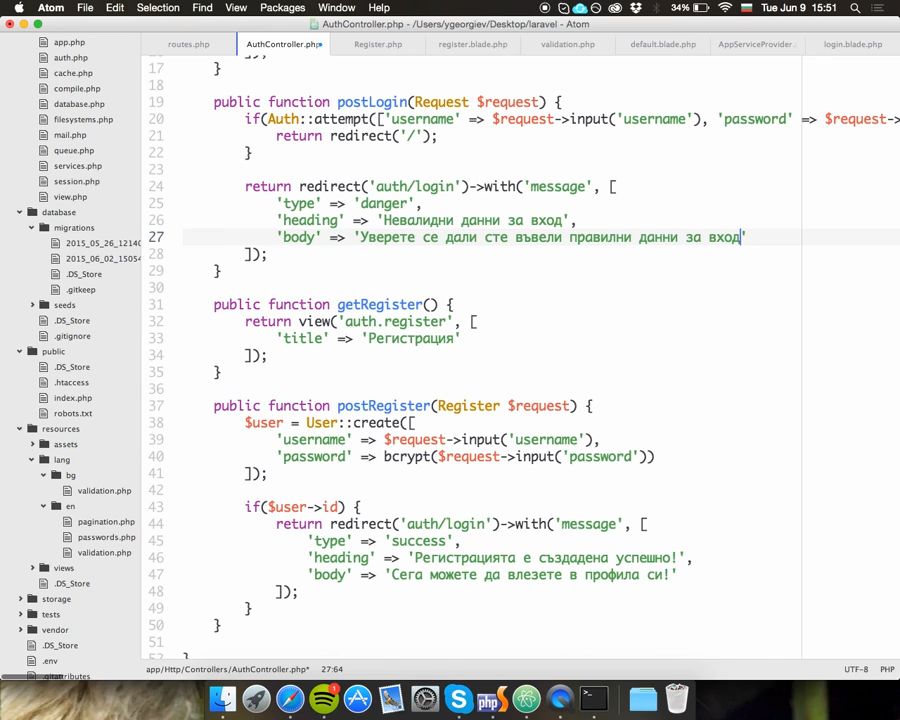 Atom File Edit Selection Find View Packages Window Help 34% Tue Jun 9 15:51
AuthController.php - /Users/ygeorgiev/Desktop/laravel - Atom
routes.php AuthController.php Register.php register.blade.php validation.php default.blade.php AppServiceProvider. login.blade.php
app.php
auth.php
cache.php
compile.php
database.php
filesystems.php
mail.php
queue.php
services.php
session.php
view.php
database
migrations
2015_05_26_12140
2015_06_02_15054
.DS_Store
.gitkeep
seeds
.DS_Store
.gitignore
public
.DS_Store
.htaccess
index.php
robots.txt
resources
assets
lang
bg
validation.php
en
pagination.php
passwords.php
validation.php
views
.DS_Store
storage
tests
vendor
.DS_Store
.env
.gitattributes
17 }
18
19 public function postLogin(Request $request) {
20 if(Auth::attempt(['username' => $request->input('username'), 'password' => $request->
21 return redirect('/');
22 }
23
24 return redirect('auth/login')->with('message', [
25 'type' => 'danger',
26 'heading' => 'Невалидни данни за вход',
27 'body' => 'Уверете се дали сте въвели правилни данни за вход'
28 ]);
29 }
30
31 public function getRegister() {
32 return view('auth.register', [
33 'title' => 'Регистрация'
34 ]);
35 }
36
37 public function postRegister(Register $request) {
38 $user = User::create([
39 'username' => $request->input('username'),
40 'password' => bcrypt($request->input('password'))
41 ]);
42
43 if($user->id) {
44 return redirect('auth/login')->with('message', [
45 'type' => 'success',
46 'heading' => 'Регистрацията е създадена успешно!',
47 'body' => 'Сега можете да влезете в профила си!'
48 ]);
49 }
50 }
51
52 }
app/Http/Controllers/AuthController.php* 27:64 UTF-8 PHP
1 php